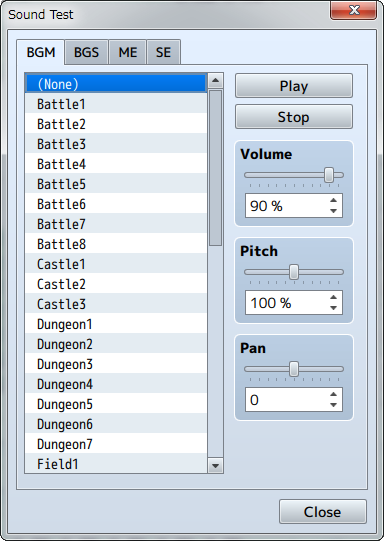 Sound Test
BGM BGS ME SE
(None)
Battle1
Battle2
Battle3
Battle4
Battle5
Battle6
Battle7
Battle8
Castle1
Castle2
Castle3
Dungeon1
Dungeon2
Dungeon3
Dungeon4
Dungeon5
Dungeon6
Dungeon7
Field1
Play
Stop
Volume
90 %
Pitch
100 %
Pan
0
Close